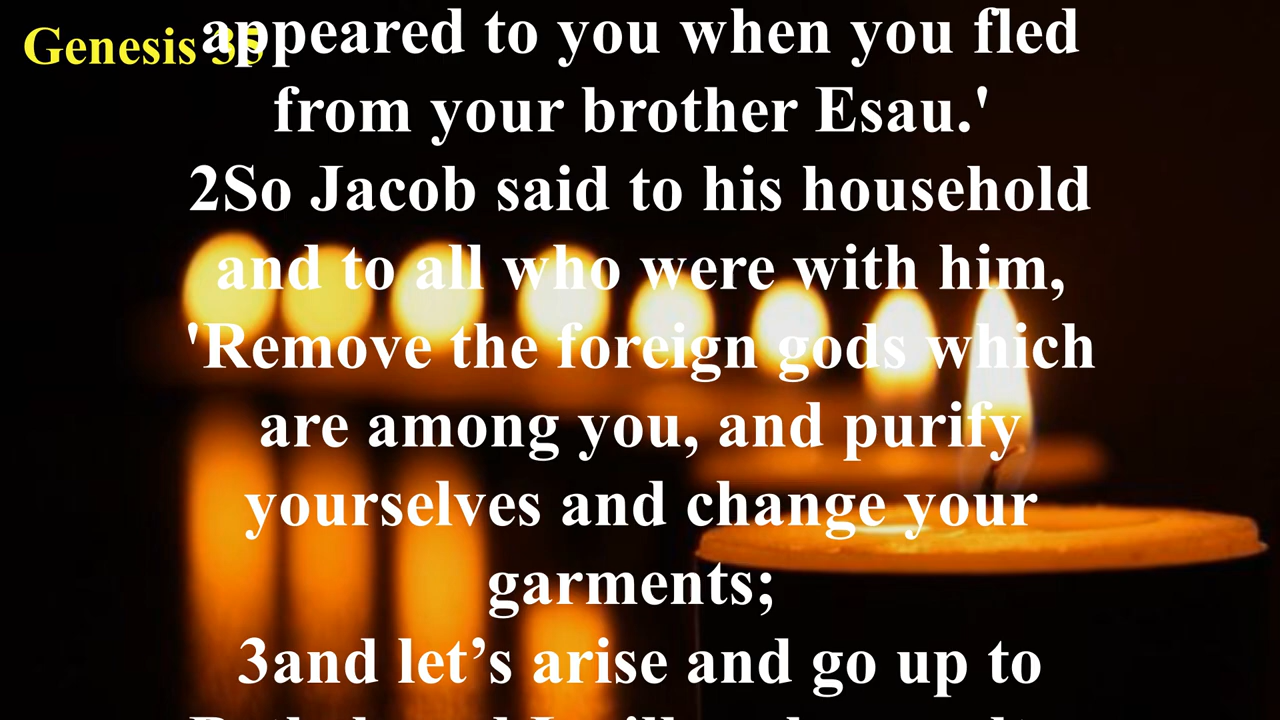 Genesis 35
appeared to you when you fled
from your brother Esau.'
2So Jacob said to his household
and to all who were with him,
'Remove the foreign gods which
are among you, and purify
yourselves and change your
garments;
3and let’s arise and go up to